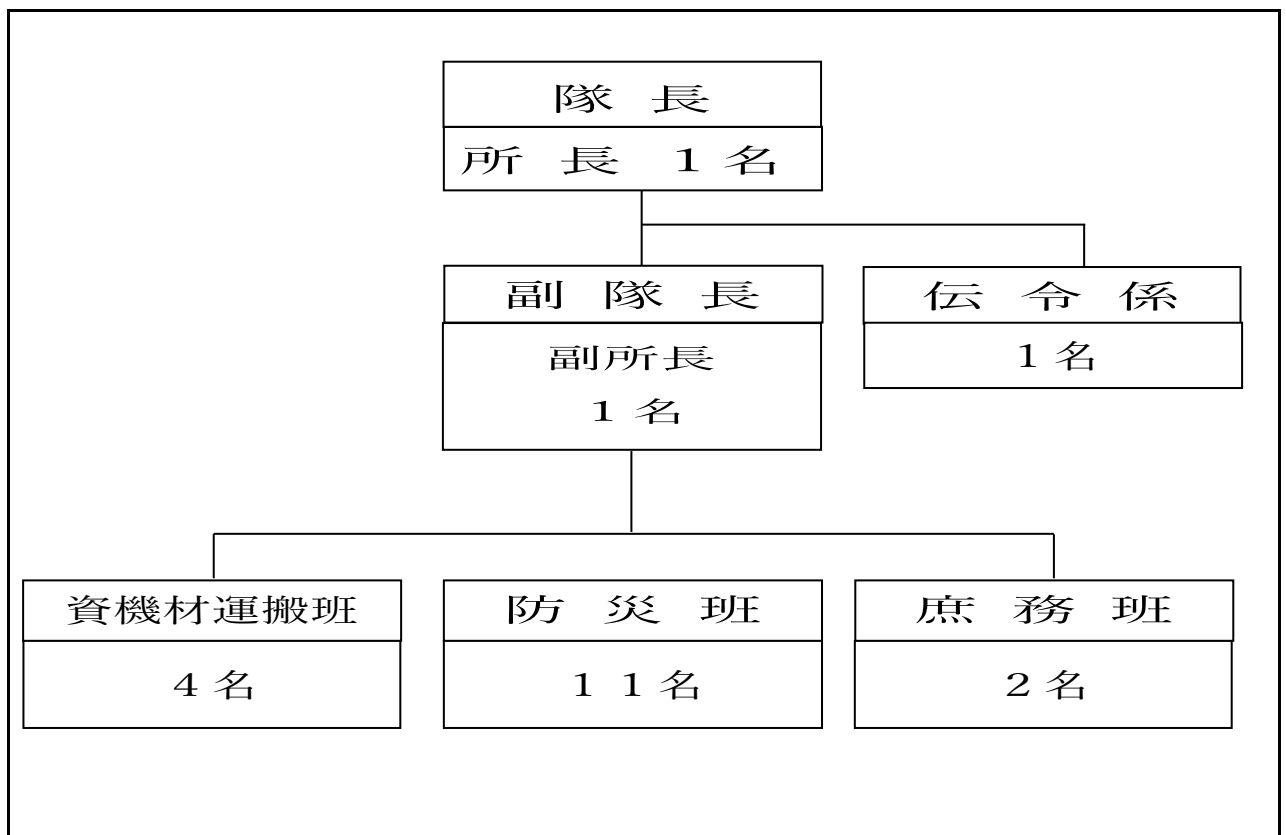 隊 長
所 長 1 名
副 隊 長
伝 令 係
副所長
1 名
1 名
資機材運搬班
防 災 班
庶 務 班
4 名
1 1 名
2 名